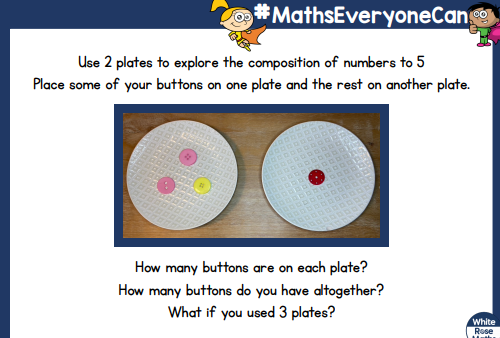 #MathsEveryoneCan
Use 2 plates to explore the composition of numbers to 5
Place some of your buttons on one plate and the rest on another plate.
How many buttons are on each plate?
How many buttons do you have altogether?
What if you used 3 plates?
White
Rose
Maths